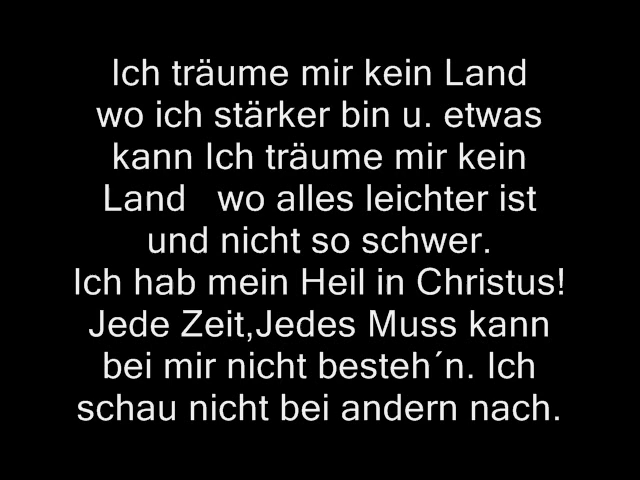 Ich träume mir kein Land
wo ich stärker bin u. etwas
kann Ich träume mir kein
Land   wo alles leichter ist
und nicht so schwer.
Ich hab mein Heil in Christus!
Jede Zeit,Jedes Muss kann
bei mir nicht besteh´n. Ich
schau nicht bei andern nach.